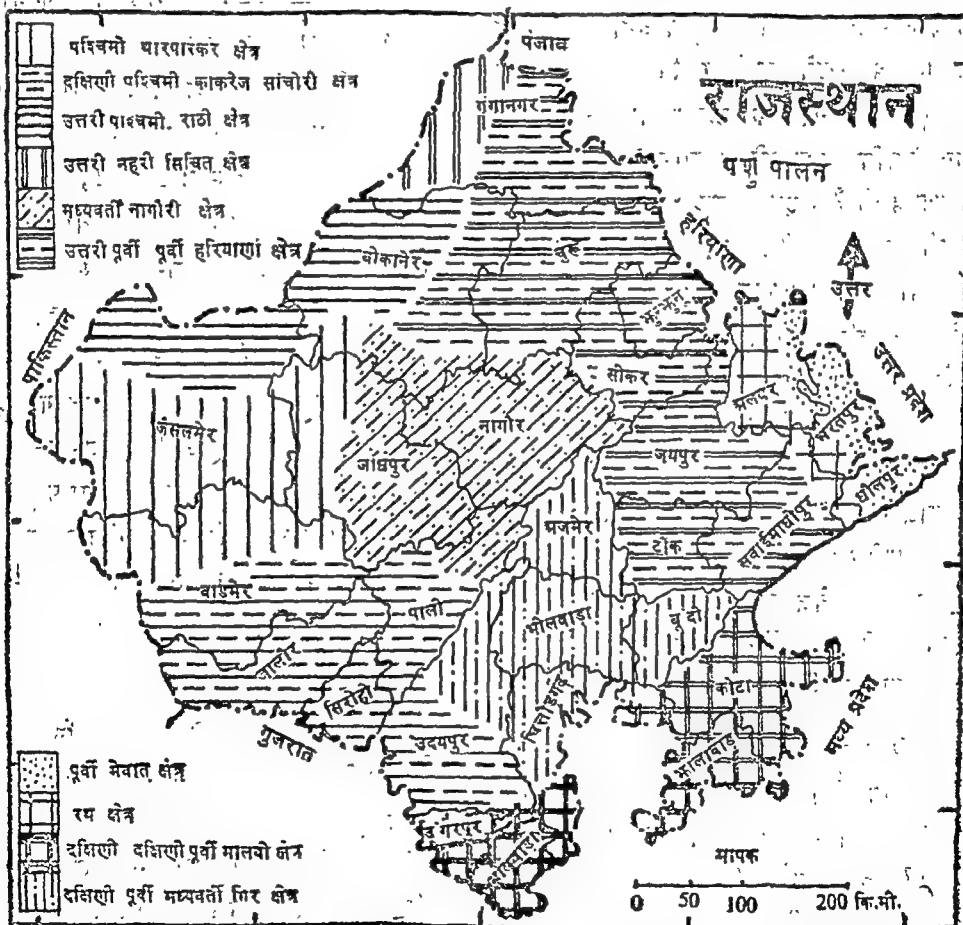 पश्चिमी थारपारकर क्षेत्र
दक्षिणी पश्चिमी -काकरेज सांचोरी क्षेत्र
उत्तरी पश्चिमी. राठी क्षेत्र
उत्तरी नहरी सिंचित क्षेत्र
मध्यवर्ती नागोरी क्षेत्र
उत्तरी पूर्वी पूर्वी हरियाणा क्षेत्र
राजस्थान
पशु पालन
उत्तर
पंजाब
गंगानगर
हरियाणा
बीकानेर
चुरू
झुन्झुनू
पाकिस्तान
उत्तर प्रदेश
सीकर
अलवर
भरतपुर
जैसलमेर
नागोर
जोधपुर
जयपुर
धौलपुर
अजमेर
टोंक
सवाईमाधोपुर
बाडमेर
पाली
भीलवाडा
बूंदी
जालोर
सिरोही
चित्तोडगढ़
कोटा
गुजरात
उदयपुर
झालावाड
मध्य प्रदेश
डुंगरपुर
बांसवाडा
पूर्वी मेवात क्षेत्र
रथ क्षेत्र
दक्षिणी दक्षिणी पूर्वी मालवी क्षेत्र
दक्षिणी पूर्वी मध्यवर्ती गिर क्षेत्र
मापक
0 50 100 200 कि.मी.